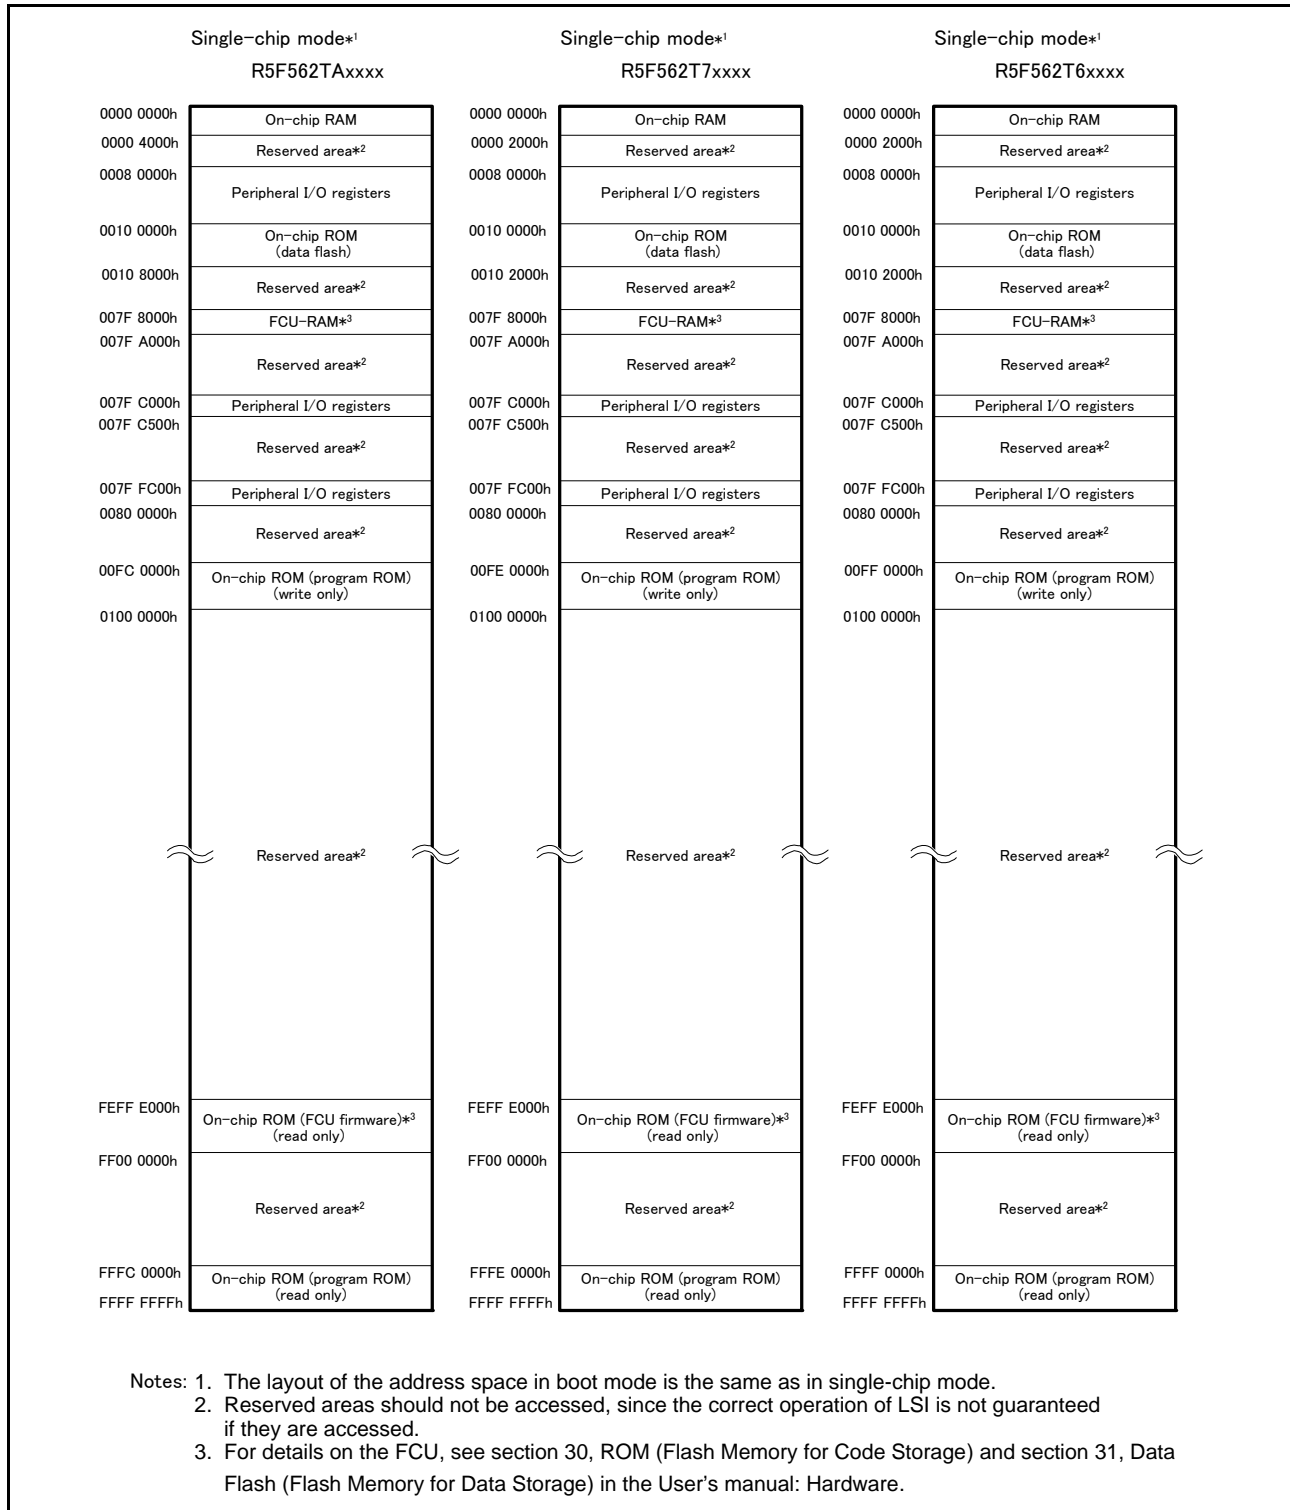 Single-chip mode*1
R5F562TAxxxx
0000 0000h
On-chip RAM
0000 4000h
Reserved area*2
0008 0000h
Peripheral I/O registers
0010 0000h
On-chip ROM
(data flash)
0010 8000h
Reserved area*2
007F 8000h
FCU-RAM*3
007F A000h
Reserved area*2
007F C000h
Peripheral I/O registers
007F C500h
Reserved area*2
007F FC00h
Peripheral I/O registers
0080 0000h
Reserved area*2
00FC 0000h
On-chip ROM (program ROM)
(write only)
0100 0000h
Reserved area*2
FEFF E000h
On-chip ROM (FCU firmware)*3
(read only)
FF00 0000h
Reserved area*2
FFFC 0000h
On-chip ROM (program ROM)
(read only)
FFFF FFFFh
Single-chip mode*1
R5F562T7xxxx
0000 0000h
On-chip RAM
0000 2000h
Reserved area*2
0008 0000h
Peripheral I/O registers
0010 0000h
On-chip ROM
(data flash)
0010 2000h
Reserved area*2
007F 8000h
FCU-RAM*3
007F A000h
Reserved area*2
007F C000h
Peripheral I/O registers
007F C500h
Reserved area*2
007F FC00h
Peripheral I/O registers
0080 0000h
Reserved area*2
00FE 0000h
On-chip ROM (program ROM)
(write only)
0100 0000h
Reserved area*2
FEFF E000h
On-chip ROM (FCU firmware)*3
(read only)
FF00 0000h
Reserved area*2
FFFE 0000h
On-chip ROM (program ROM)
(read only)
FFFF FFFFh
Single-chip mode*1
R5F562T6xxxx
0000 0000h
On-chip RAM
0000 2000h
Reserved area*2
0008 0000h
Peripheral I/O registers
0010 0000h
On-chip ROM
(data flash)
0010 2000h
Reserved area*2
007F 8000h
FCU-RAM*3
007F A000h
Reserved area*2
007F C000h
Peripheral I/O registers
007F C500h
Reserved area*2
007F FC00h
Peripheral I/O registers
0080 0000h
Reserved area*2
00FF 0000h
On-chip ROM (program ROM)
(write only)
0100 0000h
Reserved area*2
FEFF E000h
On-chip ROM (FCU firmware)*3
(read only)
FF00 0000h
Reserved area*2
FFFF 0000h
On-chip ROM (program ROM)
(read only)
FFFF FFFFh
Notes: 1. The layout of the address space in boot mode is the same as in single-chip mode.
2. Reserved areas should not be accessed, since the correct operation of LSI is not guaranteed
if they are accessed.
3. For details on the FCU, see section 30, ROM (Flash Memory for Code Storage) and section 31, Data
Flash (Flash Memory for Data Storage) in the User's manual: Hardware.